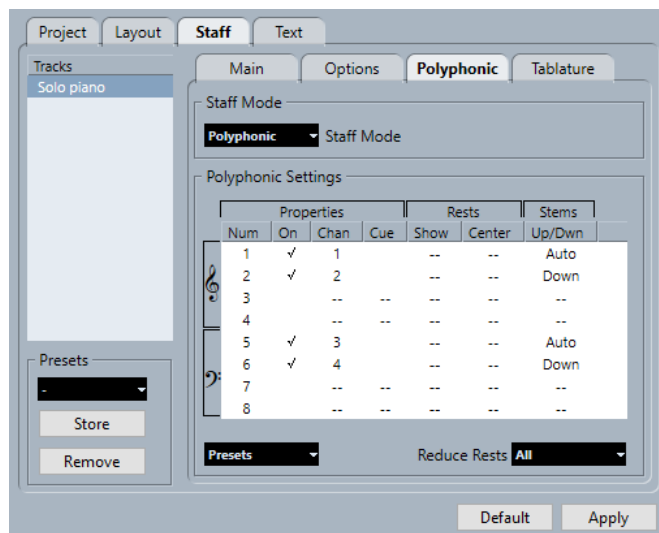 Project Layout Staff Text
Tracks
Solo piano
Main Options Polyphonic Tablature
Staff Mode
Polyphonic Staff Mode
Polyphonic Settings
Properties Rests Stems
Num On Chan Cue Show Center Up/Dwn
1 √ 1 -- -- Auto
2 √ 2 -- -- Down
3 -- -- -- -- --
4 -- -- -- -- --
5 √ 3 -- -- Auto
6 √ 4 -- -- Down
7 -- -- -- -- --
8 -- -- -- -- --
Presets Reduce Rests All
Presets
-
Store
Remove
Default Apply